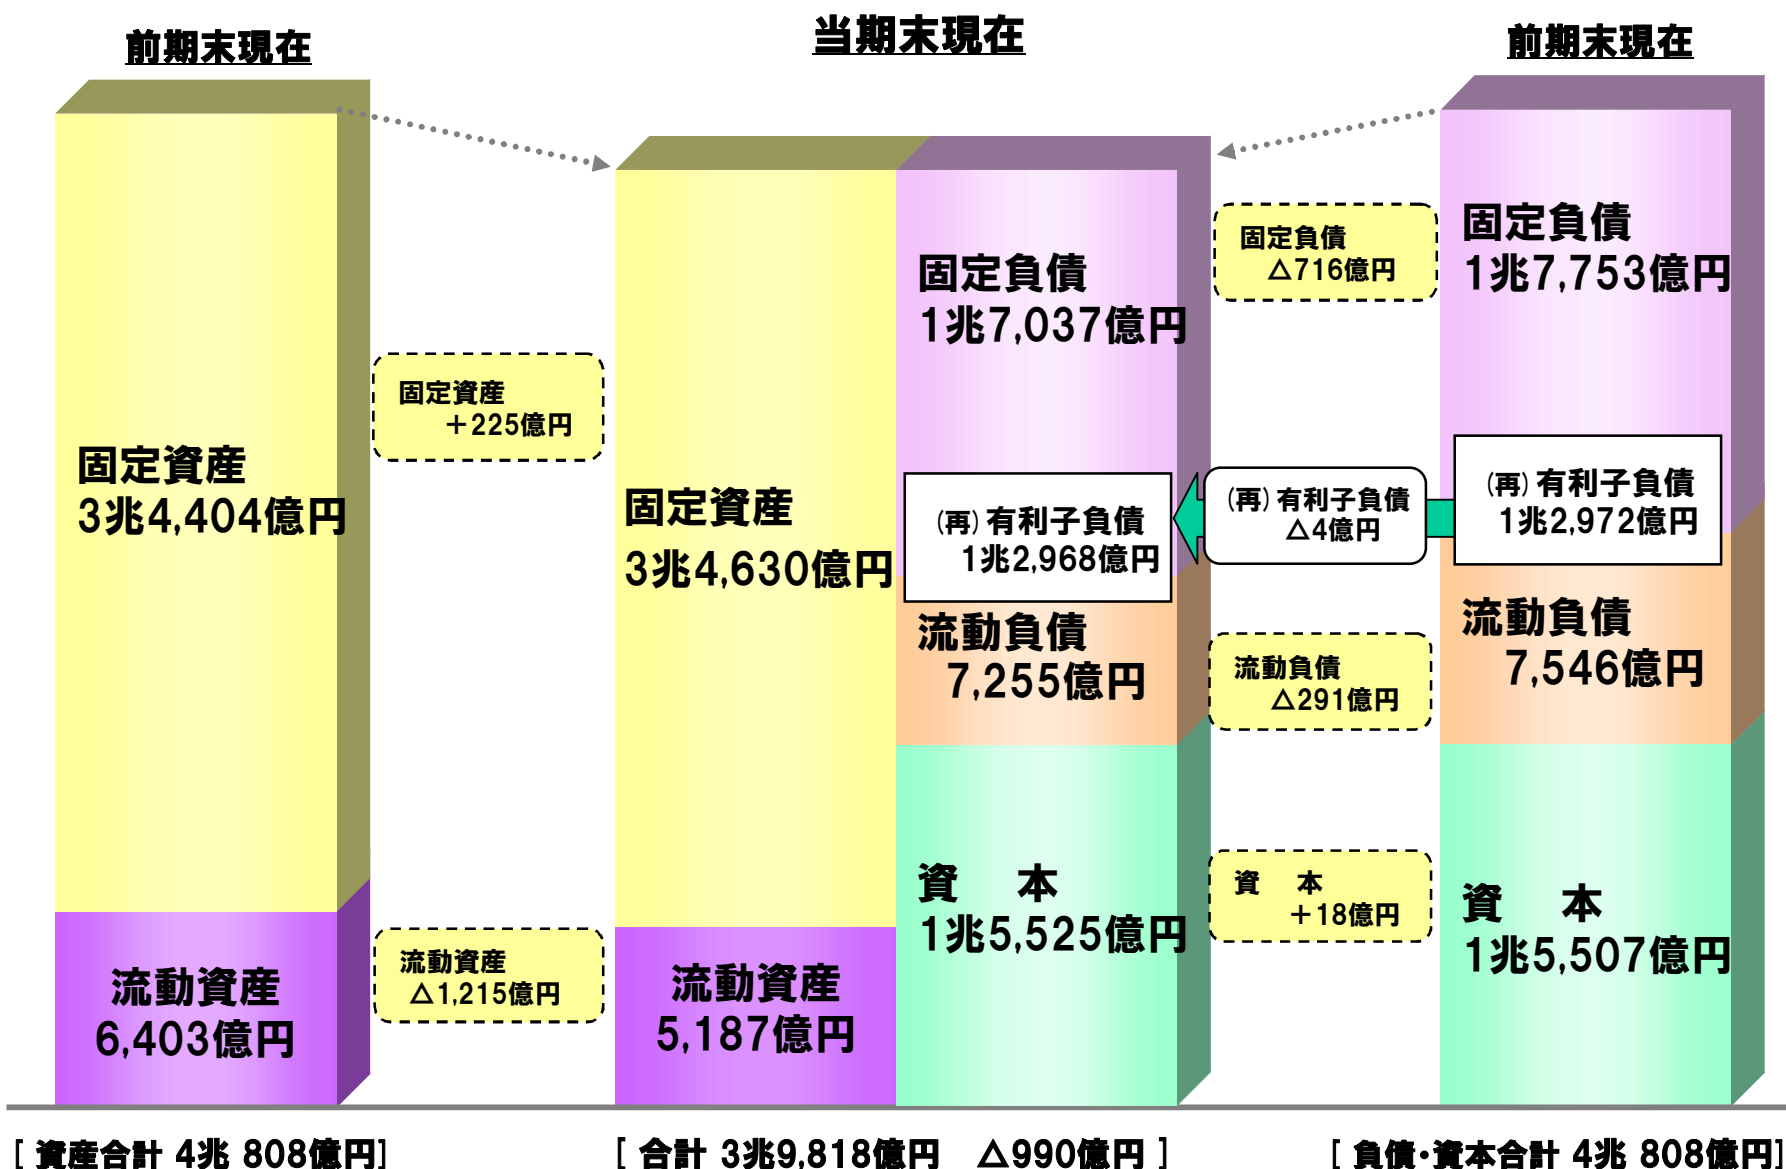 前期末現在
当期末現在
前期末現在
固定資産
3兆4,404億円
流動資産
6,403億円
固定資産
+225億円
流動資産
△1,215億円
固定資産
3兆4,630億円
流動資産
5,187億円
固定負債
1兆7,037億円
(再)有利子負債
1兆2,968億円
流動負債
7,255億円
資 本
1兆5,525億円
固定負債
△716億円
(再)有利子負債
△4億円
流動負債
△291億円
資 本
+18億円
固定負債
1兆7,753億円
(再)有利子負債
1兆2,972億円
流動負債
7,546億円
資 本
1兆5,507億円
[ 資産合計 4兆 808億円]
[ 合計 3兆9,818億円 △990億円 ]
[ 負債・資本合計 4兆 808億円]